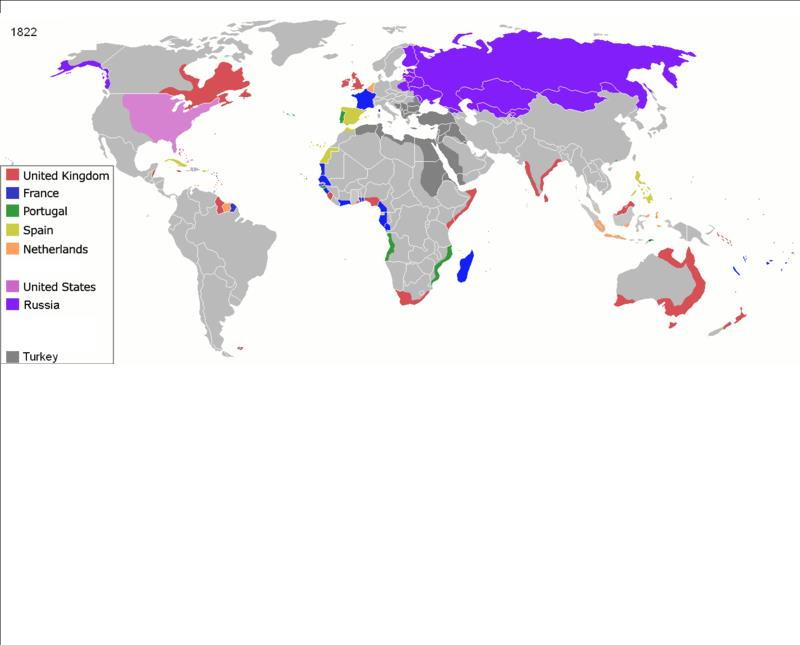 1822
United Kingdom
France
Portugal
Spain
Netherlands
United States
Russia
Turkey